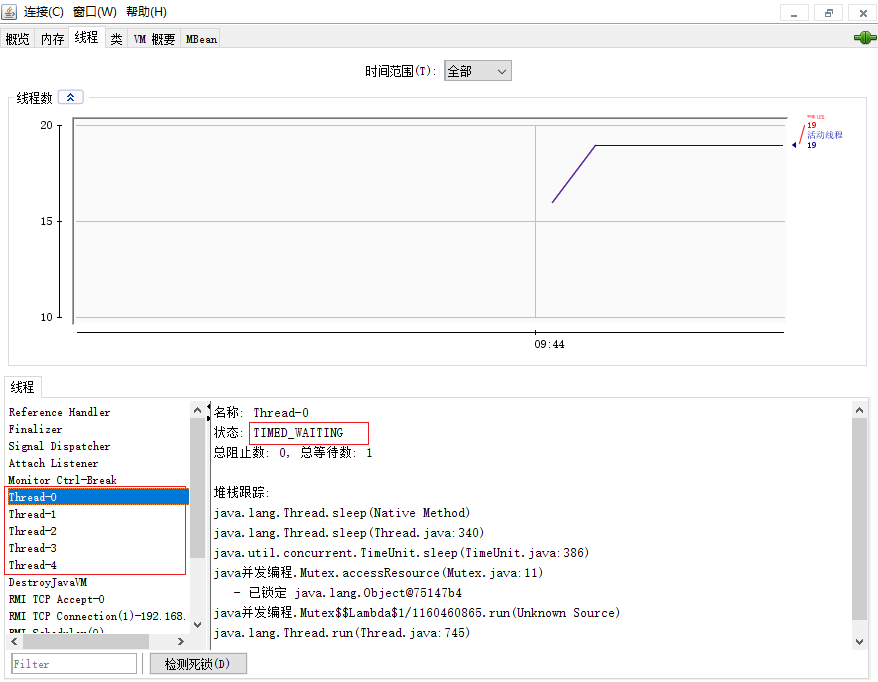 连接(C) 窗口(W) 帮助(H)
概览 内存 线程 类 VM 概要 MBean
时间范围(T): 全部
线程数
20
15
10
09:44
19
活动线程
19
线程
Reference Handler
Finalizer
Signal Dispatcher
Attach Listener
Monitor Ctrl-Break
Thread-0
Thread-1
Thread-2
Thread-3
Thread-4
DestroyJavaVM
RMI TCP Accept-0
RMI TCP Connection(1)-192.168.
RMI Scheduler(0)
Filter
检测死锁(D)
名称: Thread-0
状态: TIMED_WAITING
总阻止数: 0, 总等待数: 1
堆栈跟踪:
java.lang.Thread.sleep(Native Method)
java.lang.Thread.sleep(Thread.java:340)
java.util.concurrent.TimeUnit.sleep(TimeUnit.java:386)
java并发编程.Mutex.accessResource(Mutex.java:11)
- 已锁定 java.lang.Object@75147b4
java并发编程.Mutex$$Lambda$1/1160460865.run(Unknown Source)
java.lang.Thread.run(Thread.java:745)